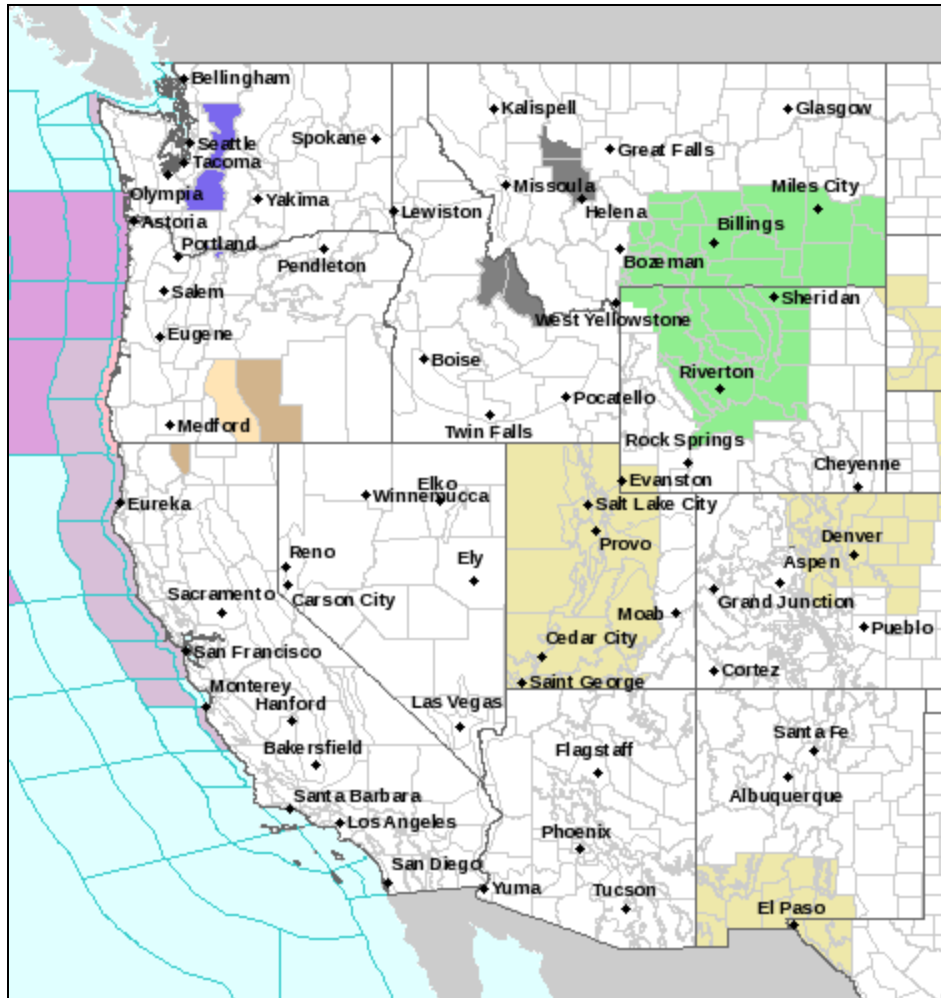 Bellingham
Kalispell
Glasgow
Spokane
Seattle
Great Falls
Tacoma
Missoula
Miles City
Olympia
Yakima
Helena
Lewiston
Astoria
Billings
Portland
Pendleton
Bozeman
Salem
Sheridan
West Yellowstone
Eugene
Boise
Riverton
Pocatello
Medford
Twin Falls
Rock Springs
Cheyenne
Elko
Evanston
Winnemucca
Eureka
Salt Lake City
Denver
Provo
Reno
Ely
Aspen
Sacramento
Carson City
Grand Junction
Moab
Pueblo
Cedar City
San Francisco
Cortez
Saint George
Monterey
Hanford
Las Vegas
Santa Fe
Bakersfield
Flagstaff
Albuquerque
Santa Barbara
Los Angeles
Phoenix
San Diego
Yuma
Tucson
El Paso